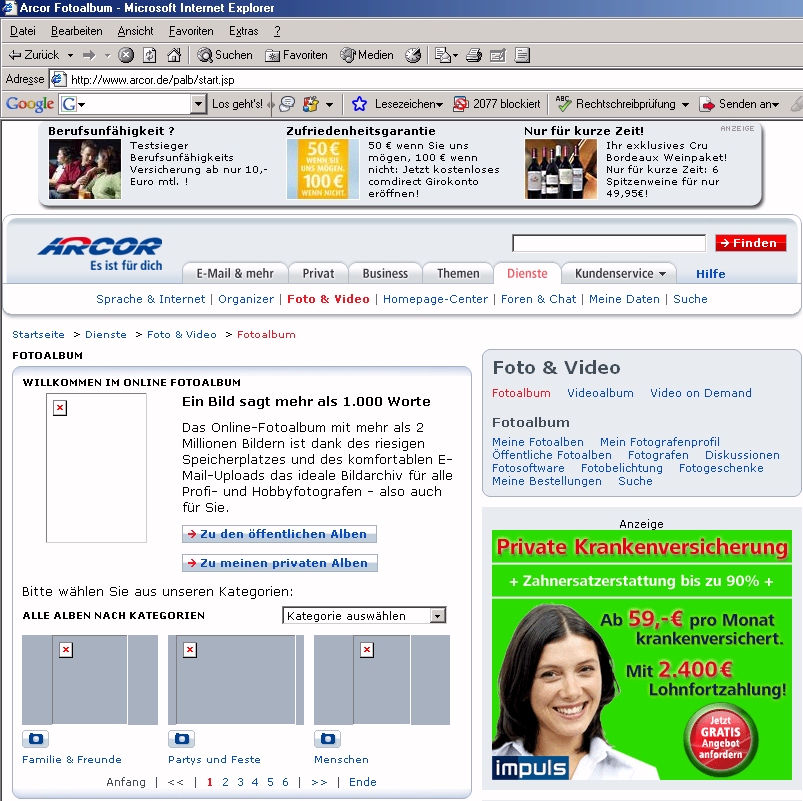 Arcor Fotoalbum - Microsoft Internet Explorer
Datei Bearbeiten Ansicht Favoriten Extras ?
Zurück Suchen Favoriten Medien
Adresse http://www.arcor.de/palb/start.jsp
Google G Los geht's! Lesezeichen 2077 blockiert ABC Rechtschreibprüfung Senden an
ANZEIGE
Berufsunfähigkeit ?
Testsieger
Berufsunfähigkeits
Versicherung ab nur 10,-
Euro mtl. !
Zufriedenheitsgarantie
50 €
WENN SIE
UNS MÖGEN.
100 €
WENN NICHT.
50 € wenn Sie uns
mögen, 100 € wenn
nicht: Jetzt kostenloses
comdirect Girokonto
eröffnen!
Nur für kurze Zeit!
Ihr exklusives Cru
Bordeaux Weinpaket!
Nur für kurze Zeit: 6
Spitzenweine für nur
49,95€!
ARCOR
Es ist für dich
Finden
E-Mail & mehr Privat Business Themen Dienste Kundenservice Hilfe
Sprache & Internet | Organizer | Foto & Video | Homepage-Center | Foren & Chat | Meine Daten | Suche
Startseite > Dienste > Foto & Video > Fotoalbum
FOTOALBUM
WILLKOMMEN IM ONLINE FOTOALBUM
Ein Bild sagt mehr als 1.000 Worte
Das Online-Fotoalbum mit mehr als 2
Millionen Bildern ist dank des riesigen
Speicherplatzes und des komfortablen E-
Mail-Uploads das ideale Bildarchiv für alle
Profi- und Hobbyfotografen - also auch
für Sie.
Zu den öffentlichen Alben
Zu meinen privaten Alben
Bitte wählen Sie aus unseren Kategorien:
ALLE ALBEN NACH KATEGORIEN Kategorie auswählen
Familie & Freunde Partys und Feste Menschen
Anfang | << | 1 2 3 4 5 6 | >> | Ende
Foto & Video
Fotoalbum Videoalbum Video on Demand
Fotoalbum
Meine Fotoalben Mein Fotografenprofil
Öffentliche Fotoalben Fotografen Diskussionen
Fotosoftware Fotobelichtung Fotogeschenke
Meine Bestellungen Suche
Anzeige
Private Krankenversicherung
+ Zahnersatzerstattung bis zu 90% +
Ab 59,-€ pro Monat
krankenversichert.
Mit 2.400€
Lohnfortzahlung!
Jetzt
GRATIS
Angebot
anfordern
impuls